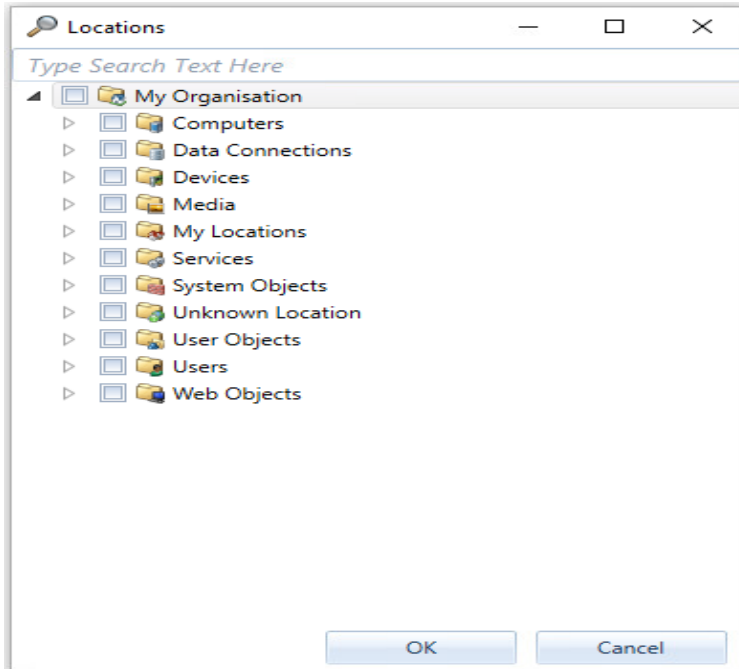 Locations
Type Search Text Here
My Organisation
Computers
Data Connections
Devices
Media
My Locations
Services
System Objects
Unknown Location
User Objects
Users
Web Objects
OK Cancel